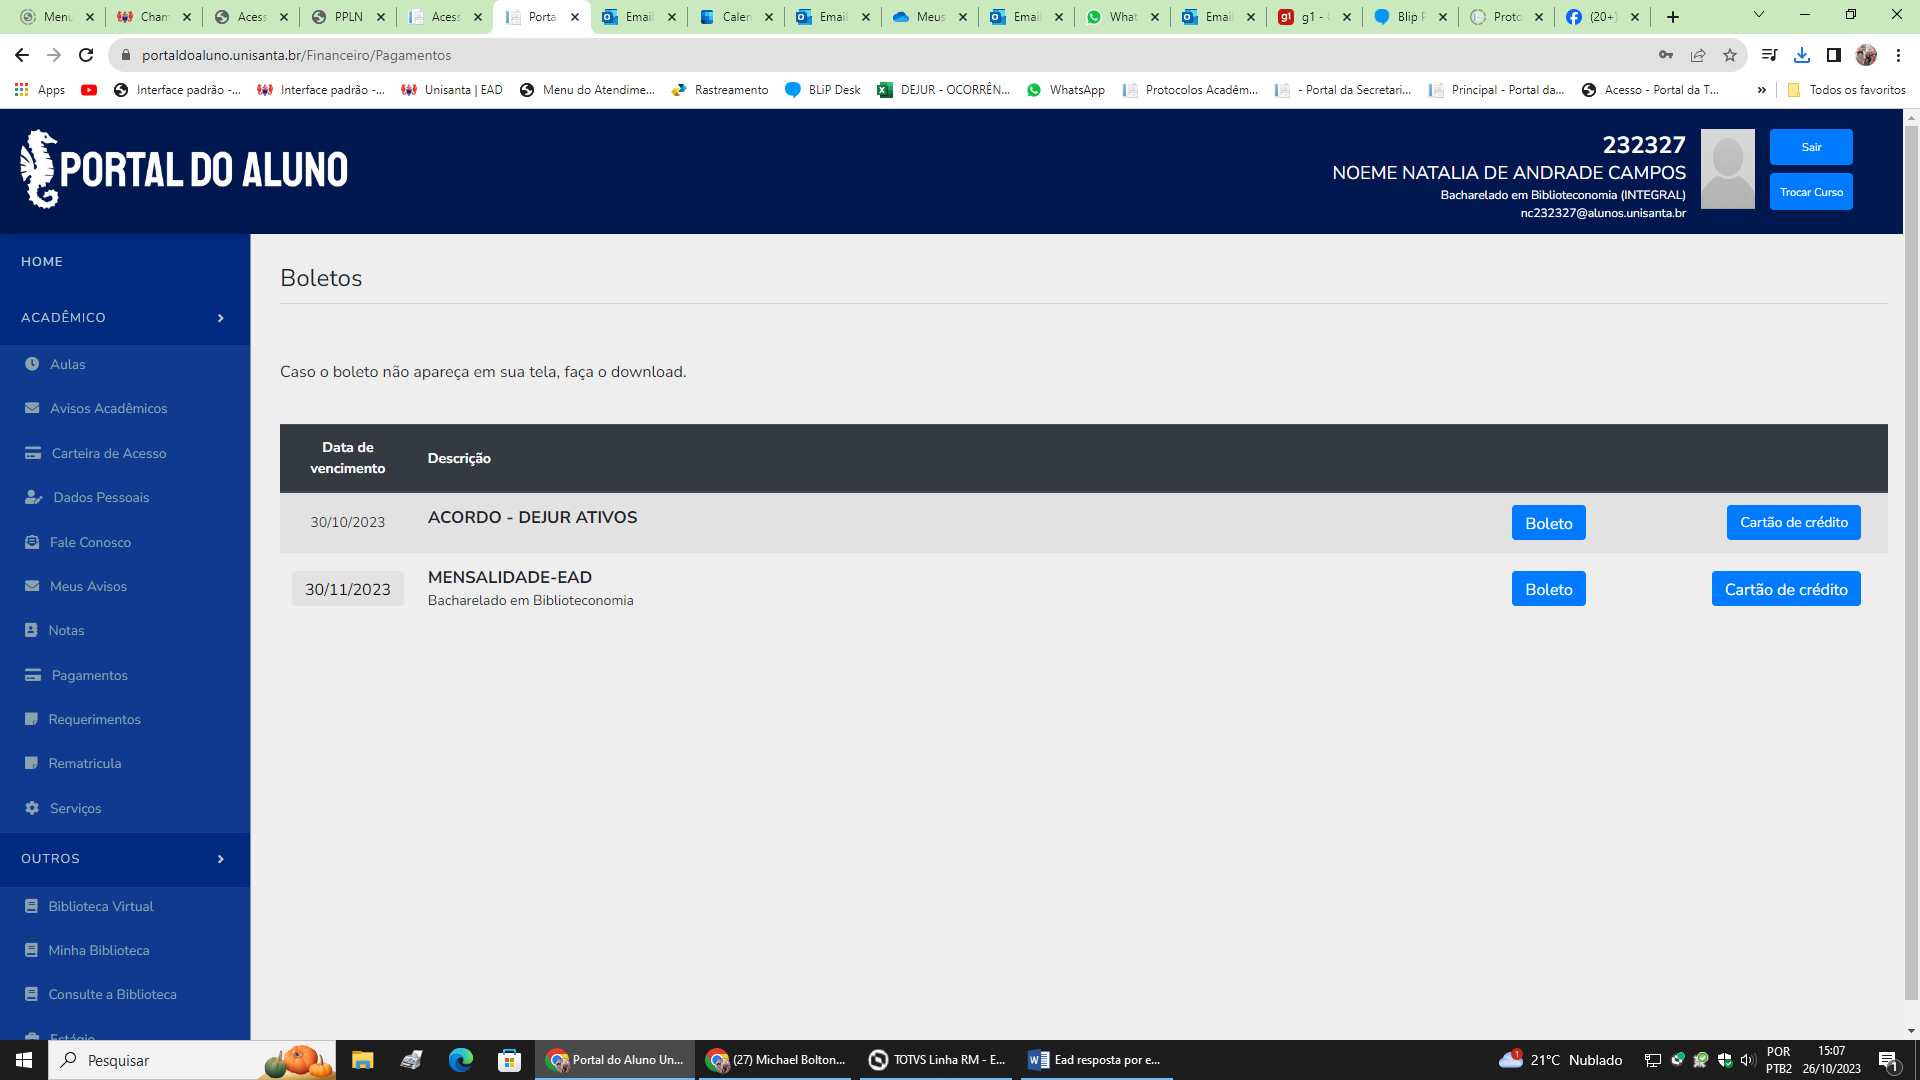 Menu
Cham
Acess
PPLN
Acess
Porta
Email
Calen
Email
Meus
Email
What
Email
g1 -
Blip
Proto
(20+)
portaldoaluno.unisanta.br/Financeiro/Pagamentos
Apps
Interface padrão -...
Interface padrão -...
Unisanta | EAD
Menu do Atendime...
Rastreamento
BLiP Desk
DEJUR - OCORRÊN...
WhatsApp
Protocolos Acadêm...
- Portal da Secretari...
Principal - Portal da...
Acesso - Portal da T...
»
Todos os favoritos
PORTAL DO ALUNO
232327
NOEME NATALIA DE ANDRADE CAMPOS
Bacharelado em Biblioteconomia (INTEGRAL)
nc232327@alunos.unisanta.br
Sair
Trocar Curso
HOME
ACADÊMICO
Aulas
Avisos Acadêmicos
Carteira de Acesso
Dados Pessoais
Fale Conosco
Meus Avisos
Notas
Pagamentos
Requerimentos
Rematricula
Serviços
OUTROS
Biblioteca Virtual
Minha Biblioteca
Consulte a Biblioteca
Estágio
Boletos
Caso o boleto não apareça em sua tela, faça o download.
Data de vencimento
Descrição
30/10/2023
ACORDO - DEJUR ATIVOS
Boleto
Cartão de crédito
30/11/2023
MENSALIDADE-EAD
Bacharelado em Biblioteconomia
Boleto
Cartão de crédito
Pesquisar
Portal do Aluno Un...
(27) Michael Bolton...
TOTVS Linha RM - E...
Ead resposta por e...
1
21°C Nublado
POR
PTB2
15:07
26/10/2023
1